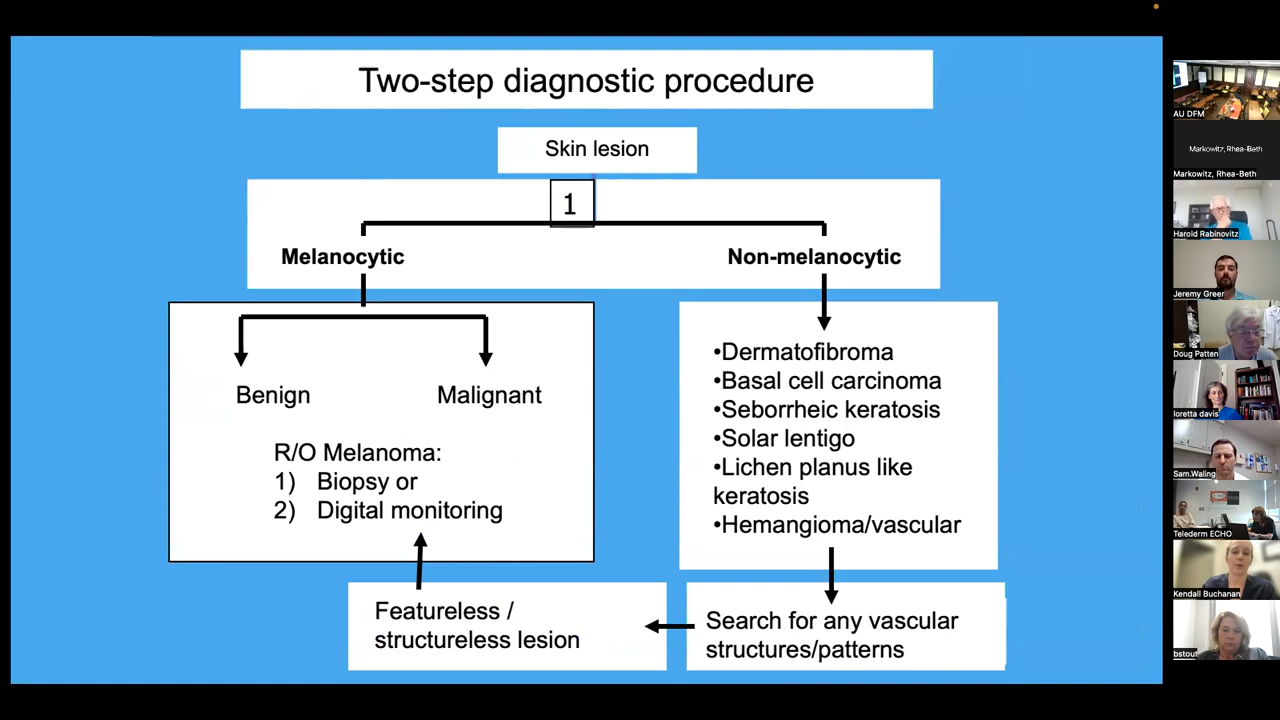 Two-step diagnostic procedure
Skin lesion
1
Melanocytic
Non-melanocytic
Benign
Malignant
R/O Melanoma:
1) Biopsy or
2) Digital monitoring
•Dermatofibroma
•Basal cell carcinoma
•Seborrheic keratosis
•Solar lentigo
•Lichen planus like
keratosis
•Hemangioma/vascular
Search for any vascular
structures/patterns
Featureless /
structureless lesion
AU DFM
Markowitz, Rhea-Beth
Markowitz, Rhea-Beth
Harold Rabinovitz
Jeremy Greer
Doug Patten
loretta davis
Sam.Waling
Telederm ECHO
Kendall Buchanan
bstout